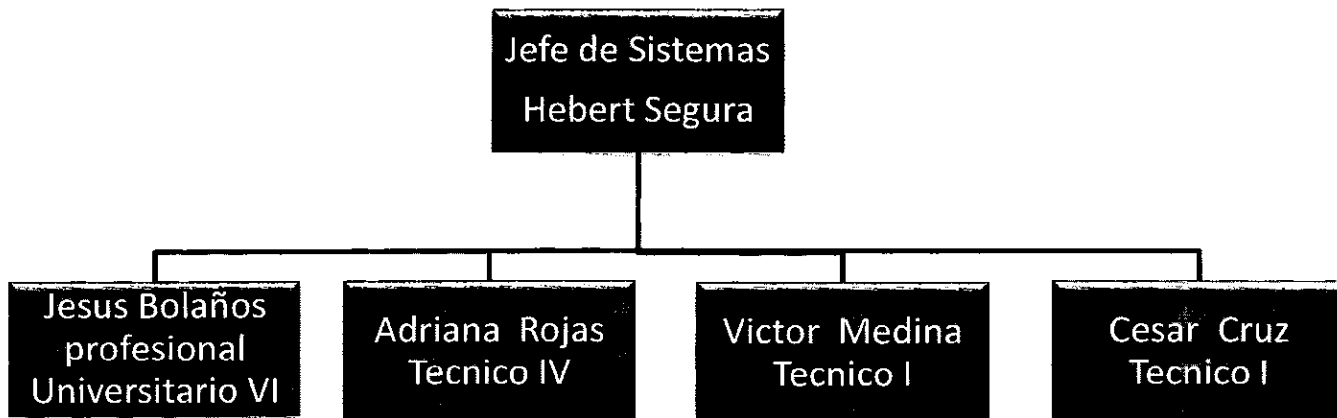 Jefe de Sistemas
Hebert Segura
Jesus Bolaños
profesional
Universitario VI
Adriana Rojas
Tecnico IV
Victor Medina
Tecnico I
Cesar Cruz
Tecnico I